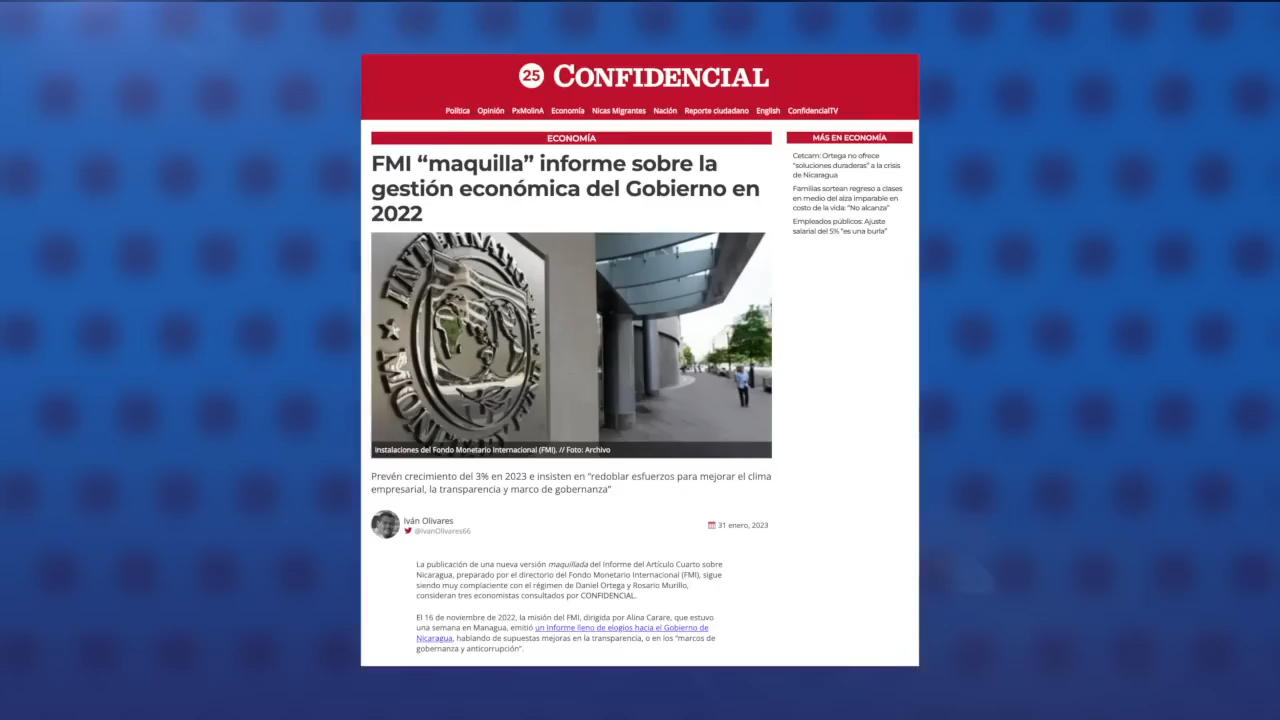 25 CONFIDENCIAL
Política Opinión PxMolinA Economía Nicas Migrantes Nación Reporte ciudadano English ConfidencialTV
ECONOMÍA
FMI “maquilla” informe sobre la
gestión económica del Gobierno en
2022
INTERNATIONAL
MON
Instalaciones del Fondo Monetario Internacional (FMI). // Foto: Archivo
Prevén crecimiento del 3% en 2023 e insisten en “redoblar esfuerzos para mejorar el clima
empresarial, la transparencia y marco de gobernanza”
Iván Olivares
@IvanOlivares66
31 enero, 2023
La publicación de una nueva versión maquillada del Informe del Artículo Cuarto sobre
Nicaragua, preparado por el directorio del Fondo Monetario Internacional (FMI), sigue
siendo muy complaciente con el régimen de Daniel Ortega y Rosario Murillo,
consideran tres economistas consultados por CONFIDENCIAL.
El 16 de noviembre de 2022, la misión del FMI, dirigida por Alina Carare, que estuvo
una semana en Managua, emitió un informe lleno de elogios hacia el Gobierno de
Nicaragua, hablando de supuestas mejoras en la transparencia, o en los “marcos de
gobernanza y anticorrupción”.
MÁS EN ECONOMÍA
Cetcam: Ortega no ofrece
“soluciones duraderas” a la crisis
de Nicaragua
Familias sortean regreso a clases
en medio del alza imparable en
costo de la vida: “No alcanza”
Empleados públicos: Ajuste
salarial del 5% “es una burla”